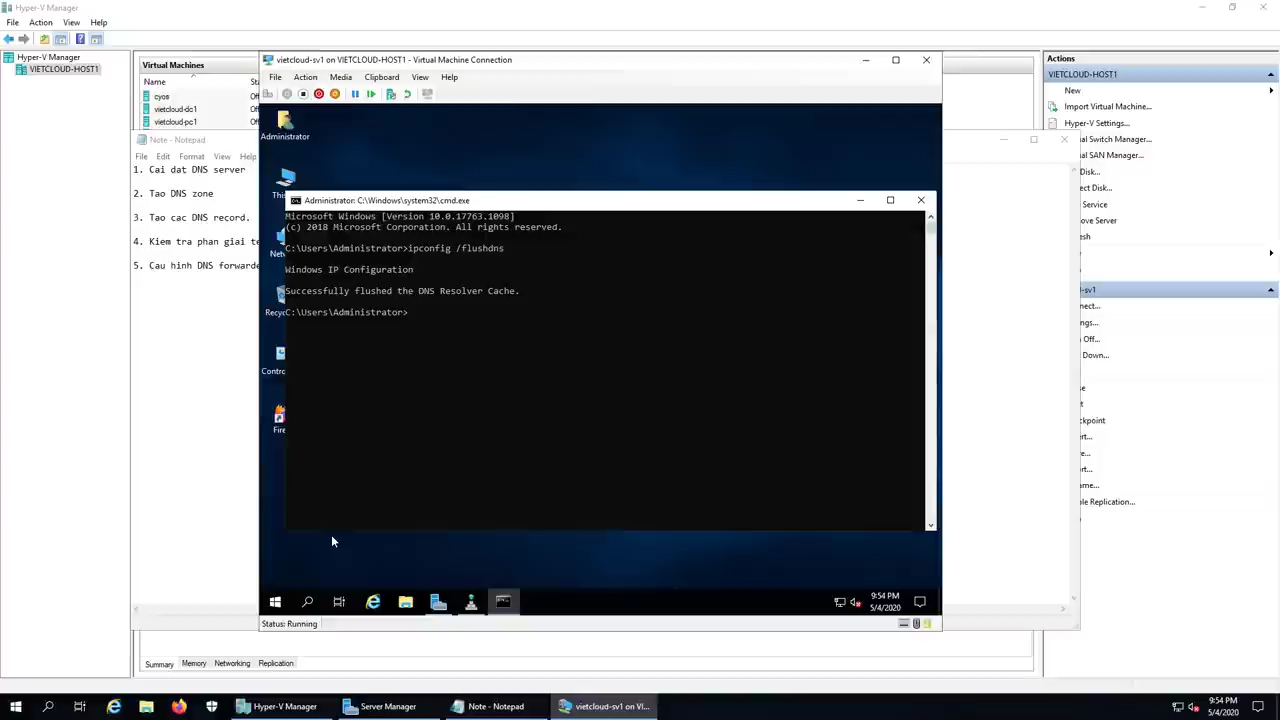 Hyper-V Manager
File Action View Help
Hyper-V Manager
VIETCLOUD-HOST1
Virtual Machines
Name
cyos
vietcloud-dc1
vietcloud-pc1
Note - Notepad
File Edit Format View Help
1. Cai dat DNS server
2. Tao DNS zone
3. Tao cac DNS record.
4. Kiem tra phan giai
5. Cau hinh DNS
vietcloud-sv1 on VIETCLOUD-HOST1 - Virtual Machine Connection
File Action Media Clipboard View Help
Administrator
Administrator: C:\Windows\system32\cmd.exe
Microsoft Windows [Version 10.0.17763.1098]
(c) 2018 Microsoft Corporation. All rights reserved.
C:\Users\Administrator>ipconfig /flushdns
Windows IP Configuration
Successfully flushed the DNS Resolver Cache.
C:\Users\Administrator>
9:54 PM
5/4/2020
Status: Running
Summary Memory Networking Replication
Actions
VIETCLOUD-HOST1
New
Import Virtual Machine...
Hyper-V Settings...
Virtual Switch Manager...
Virtual SAN Manager...
Disk...
Disk...
Service
Server
Down...
Replication...
Hyper-V Manager
Server Manager
Note - Notepad
vietcloud-sv1 on VI...
9:54 PM
5/4/2020